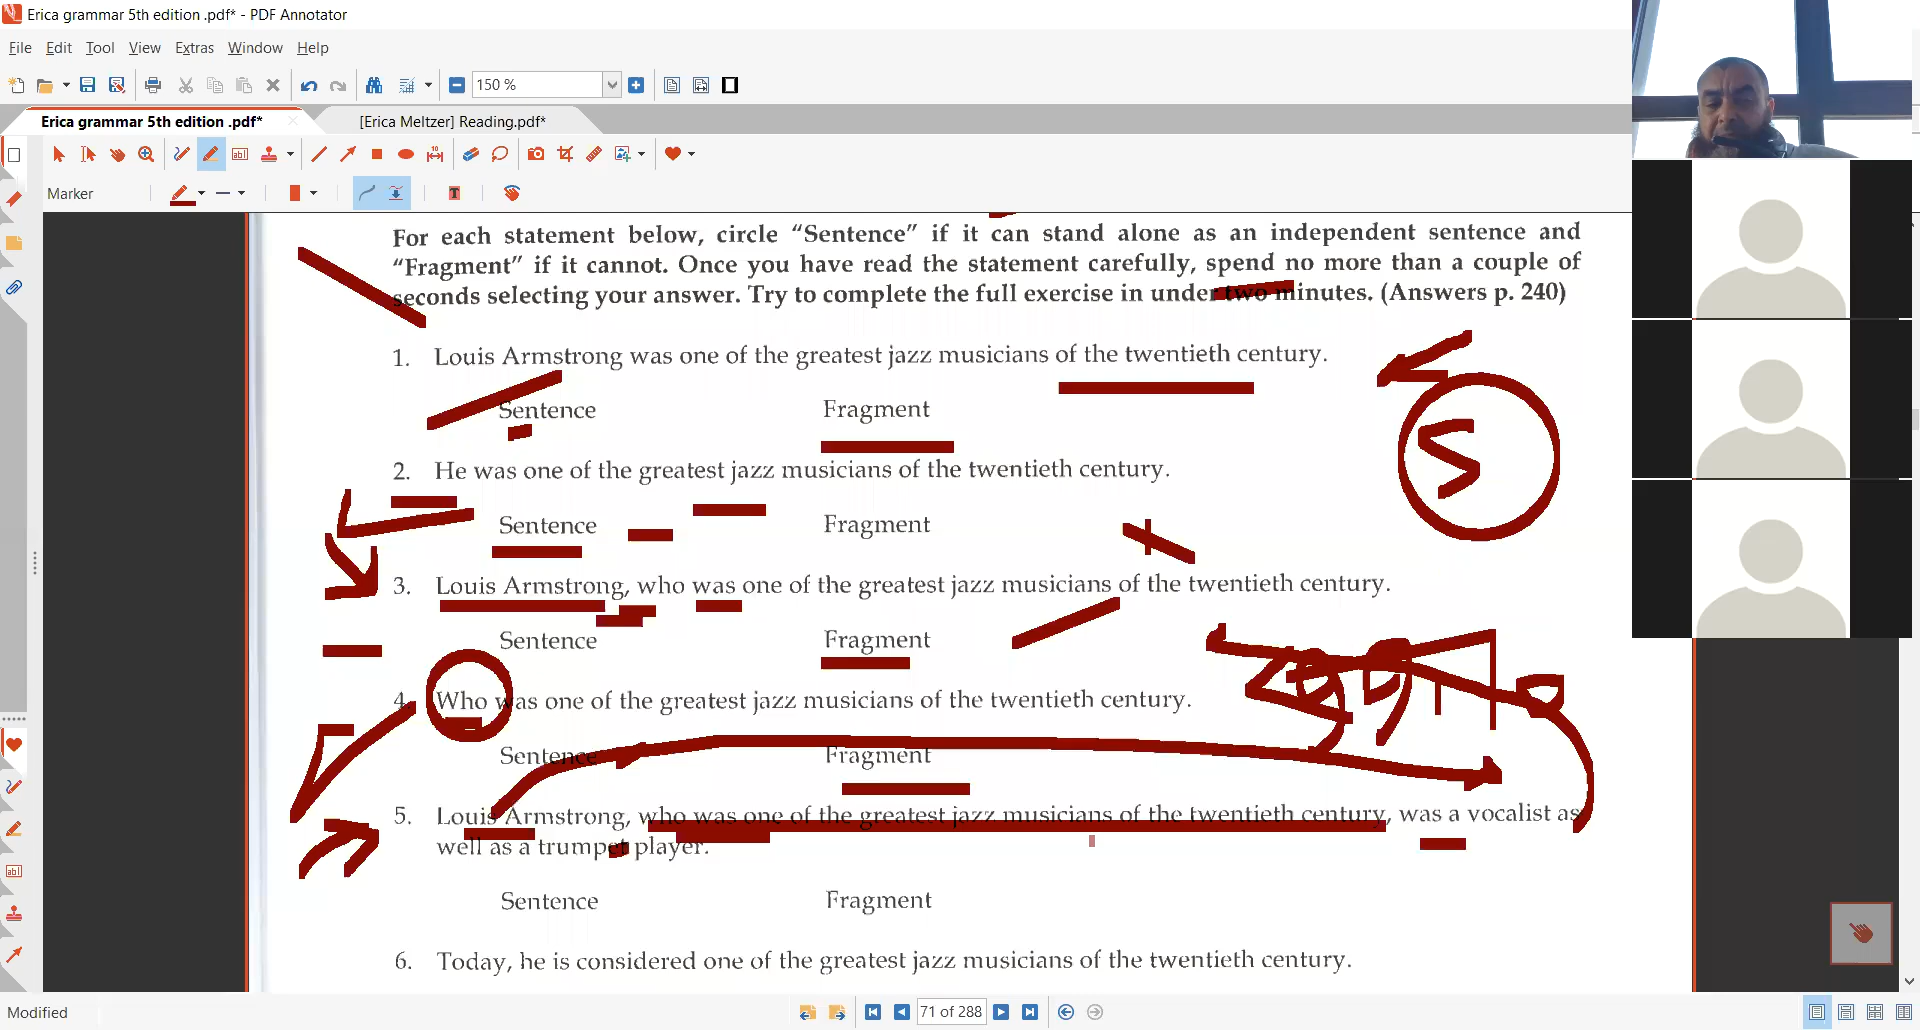 Erica grammar 5th edition .pdf* - PDF Annotator
File Edit Tool View Extras Window Help
150 %
Erica grammar 5th edition .pdf* [Erica Meltzer] Reading.pdf*
Marker
For each statement below, circle “Sentence” if it can stand alone as an independent sentence and
“Fragment” if it cannot. Once you have read the statement carefully, spend no more than a couple of
seconds selecting your answer. Try to complete the full exercise in under two minutes. (Answers p. 240)
1. Louis Armstrong was one of the greatest jazz musicians of the twentieth century.
Sentence Fragment
S
2. He was one of the greatest jazz musicians of the twentieth century.
Sentence Fragment
3. Louis Armstrong, who was one of the greatest jazz musicians of the twentieth century.
Sentence Fragment
4. Who was one of the greatest jazz musicians of the twentieth century.
Sentence Fragment
5. Louis Armstrong, who was one of the greatest jazz musicians of the twentieth century, was a vocalist as
well as a trumpet player.
Sentence Fragment
6. Today, he is considered one of the greatest jazz musicians of the twentieth century.
Modified
71 of 288